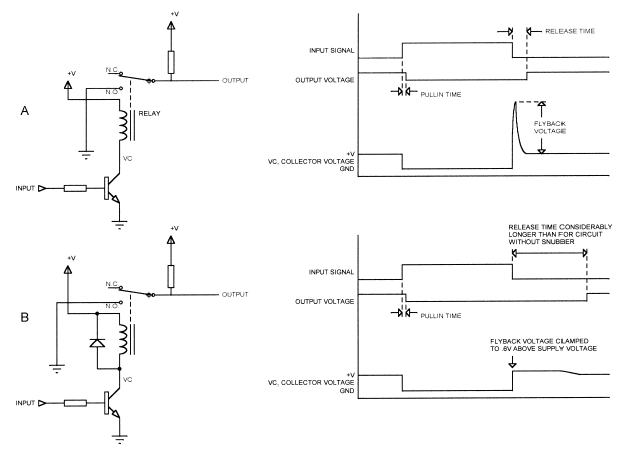 +V
N.C.
OUTPUT
+V
N.O.
A
RELAY
VC
INPUT
RELEASE TIME
INPUT SIGNAL
OUTPUT VOLTAGE
PULLIN TIME
FLYBACK
VOLTAGE
+V
VC, COLLECTOR VOLTAGE
GND
+V
+V
N.C.
OUTPUT
N.O.
B
VC
INPUT
RELEASE TIME CONSIDERABLY
LONGER THAN FOR CIRCUIT
WITHOUT SNUBBER
INPUT SIGNAL
OUTPUT VOLTAGE
PULLIN TIME
FLYBACK VOLTAGE CLAMPED
TO .6V ABOVE SUPPLY VOLTAGE
+V
VC, COLLECTOR VOLTAGE
GND